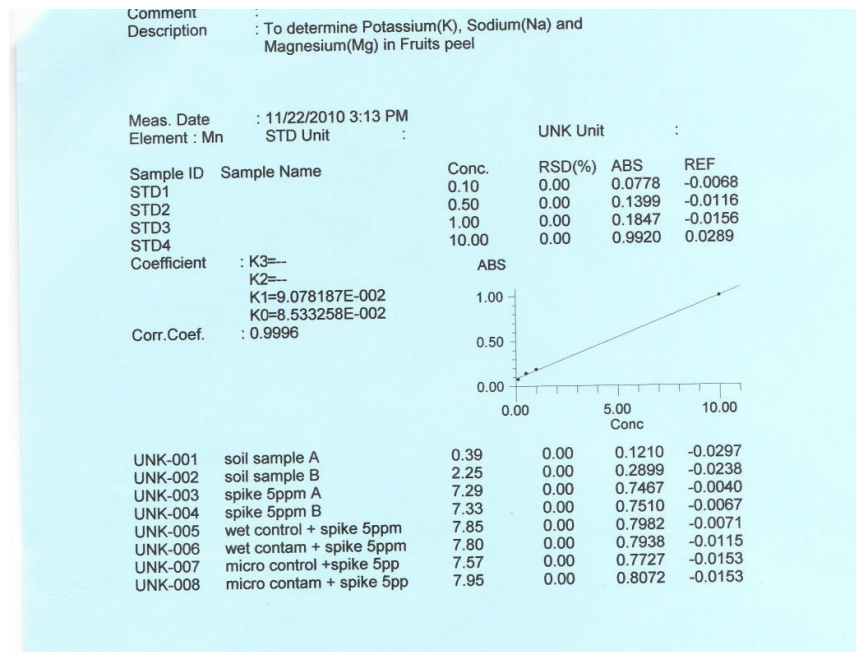 Comment :
Description : To determine Potassium(K), Sodium(Na) and
Magnesium(Mg) in Fruits peel
Meas. Date : 11/22/2010 3:13 PM
Element : Mn STD Unit : UNK Unit :
Sample ID Sample Name Conc. RSD(%) ABS REF
STD1 0.10 0.00 0.0778 -0.0068
STD2 0.50 0.00 0.1399 -0.0116
STD3 1.00 0.00 0.1847 -0.0156
STD4 10.00 0.00 0.9920 0.0289
Coefficient : K3=--
K2=--
K1=9.078187E-002
K0=8.533258E-002
Corr.Coef. : 0.9996
ABS
1.00
0.50
0.00
0.00 5.00 10.00
Conc
UNK-001 soil sample A 0.39 0.00 0.1210 -0.0297
UNK-002 soil sample B 2.25 0.00 0.2899 -0.0238
UNK-003 spike 5ppm A 7.29 0.00 0.7467 -0.0040
UNK-004 spike 5ppm B 7.33 0.00 0.7510 -0.0067
UNK-005 wet control + spike 5ppm 7.85 0.00 0.7982 -0.0071
UNK-006 wet contam + spike 5ppm 7.80 0.00 0.7938 -0.0115
UNK-007 micro control +spike 5pp 7.57 0.00 0.7727 -0.0153
UNK-008 micro contam + spike 5pp 7.95 0.00 0.8072 -0.0153